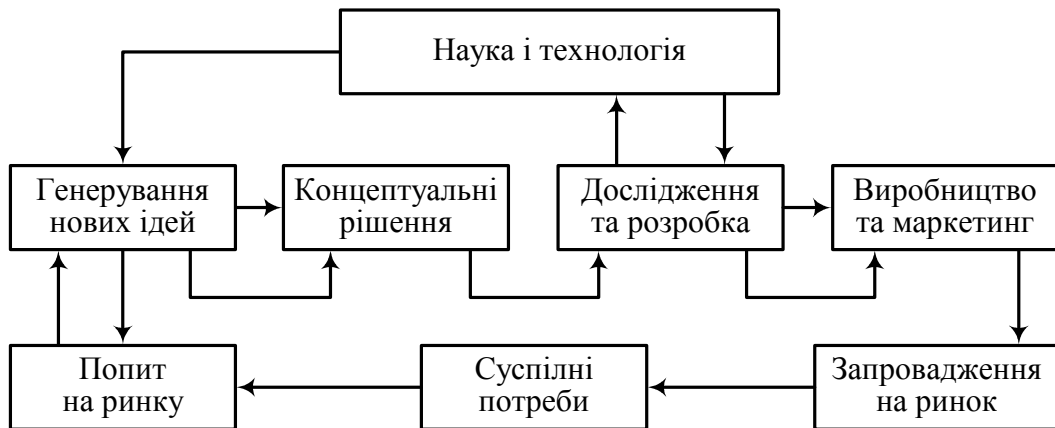 Наука і технологія
Генерування
нових ідей
Концептуальні
рішення
Дослідження
та розробка
Виробництво
та маркетинг
Попит
на ринку
Суспілні
потреби
Запровадження
на ринок